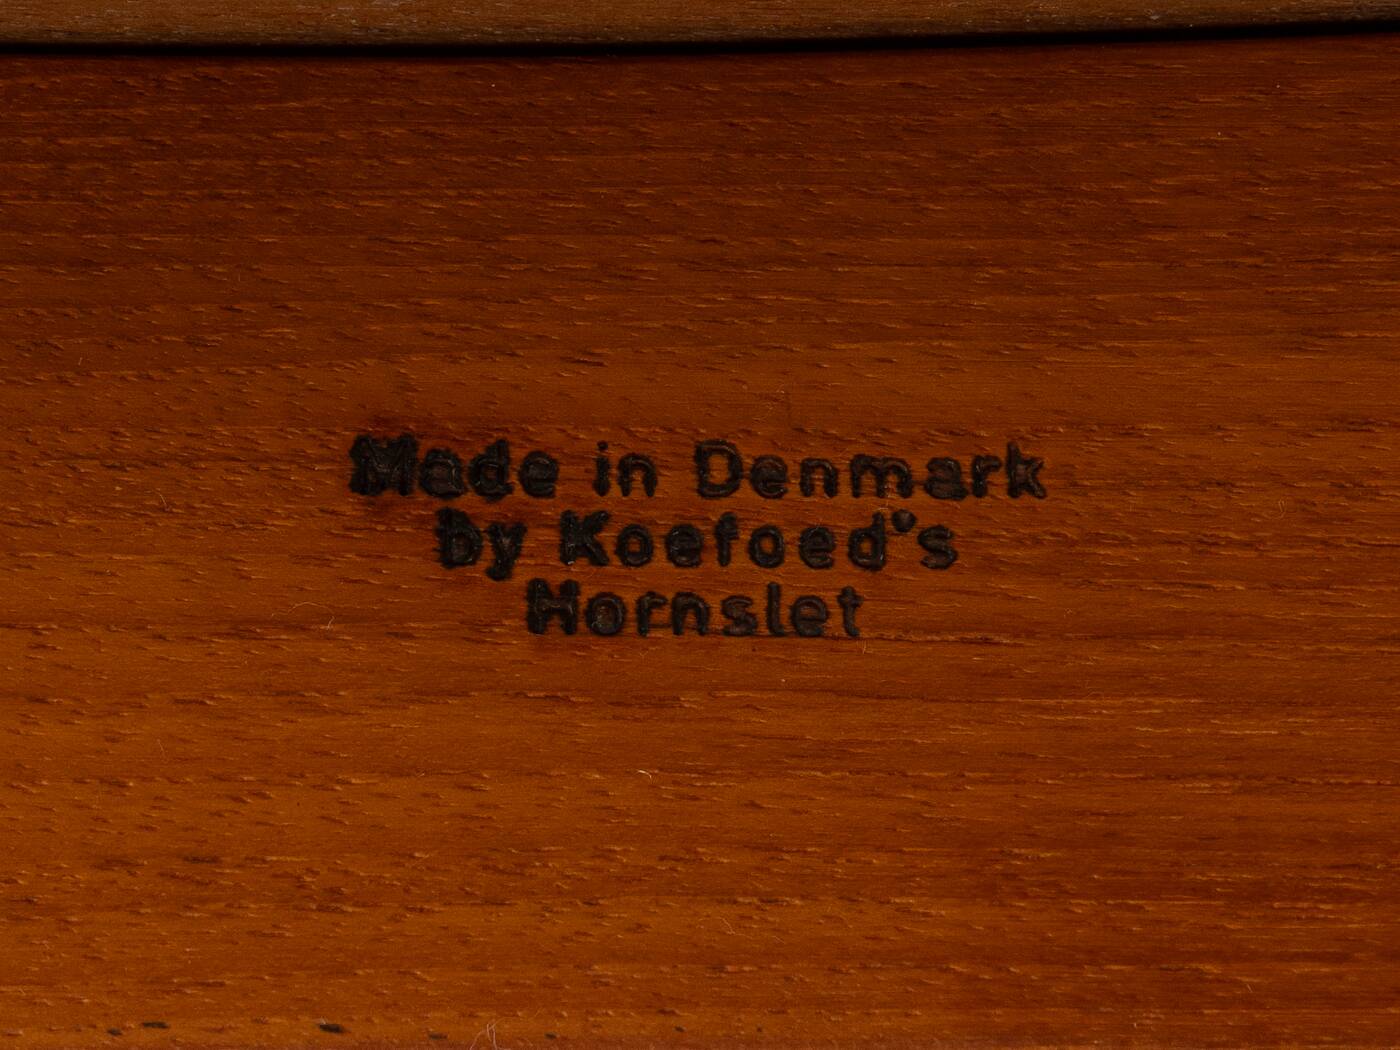 Made in Denmark
by Koefoed's
Hornslet